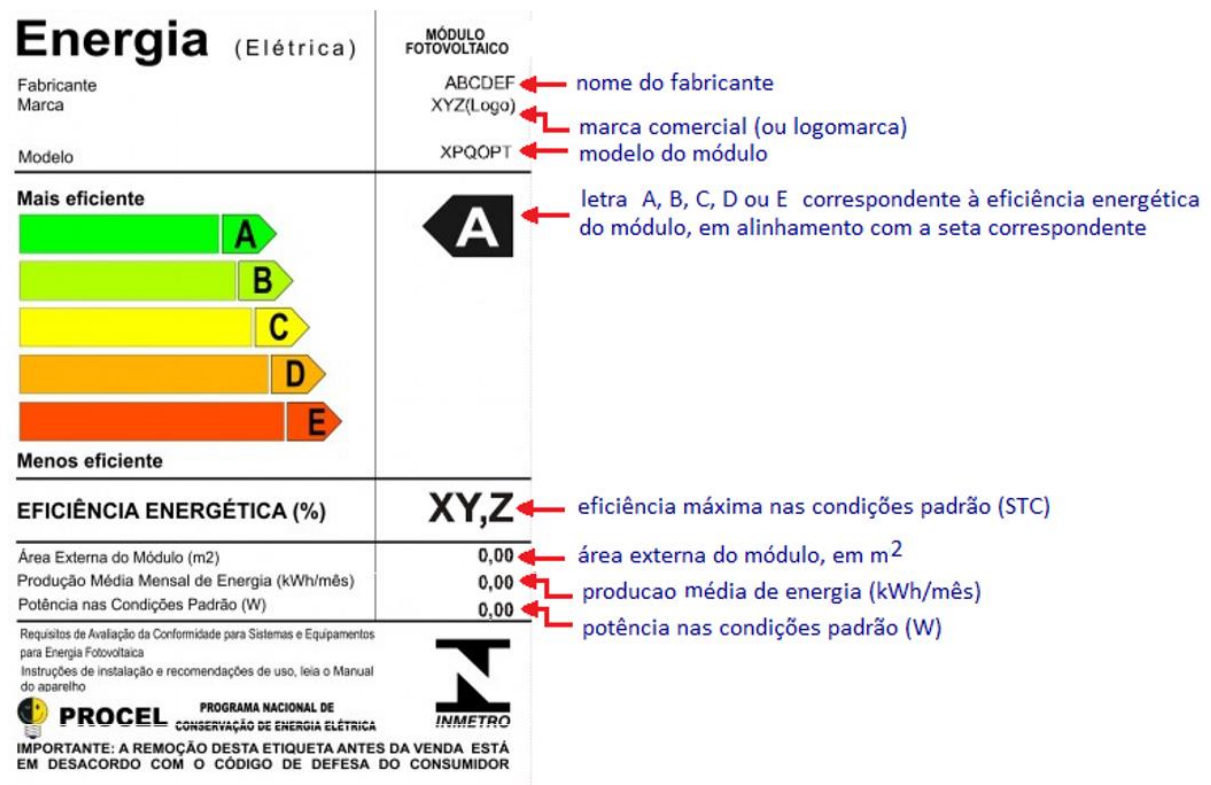 Energia (Elétrica)
MÓDULO
FOTOVOLTAICO
Fabricante
ABCDEF
nome do fabricante
Marca
XYZ(Logo)
marca comercial (ou logomarca)
Modelo
XPQOPT
modelo do módulo
Mais eficiente
A
B
C
D
E
Menos eficiente
A
letra A, B, C, D ou E correspondente à eficiência energética
do módulo, em alinhamento com a seta correspondente
EFICIÊNCIA ENERGÉTICA (%)
XY,Z
eficiência máxima nas condições padrão (STC)
Área Externa do Módulo (m2)
0,00
área externa do módulo, em m2
Produção Média Mensal de Energia (kWh/mês)
0,00
producao média de energia (kWh/mês)
Potência nas Condições Padrão (W)
0,00
potência nas condições padrão (W)
Requisitos de Avaliação da Conformidade para Sistemas e Equipamentos
para Energia Fotovoltaica
Instruções de instalação e recomendações de uso, leia o Manual
do aparelho
PROCEL
PROGRAMA NACIONAL DE
CONSERVAÇÃO DE ENERGIA ELÉTRICA
INMETRO
IMPORTANTE: A REMOÇÃO DESTA ETIQUETA ANTES DA VENDA ESTÁ
EM DESACORDO COM O CÓDIGO DE DEFESA DO CONSUMIDOR